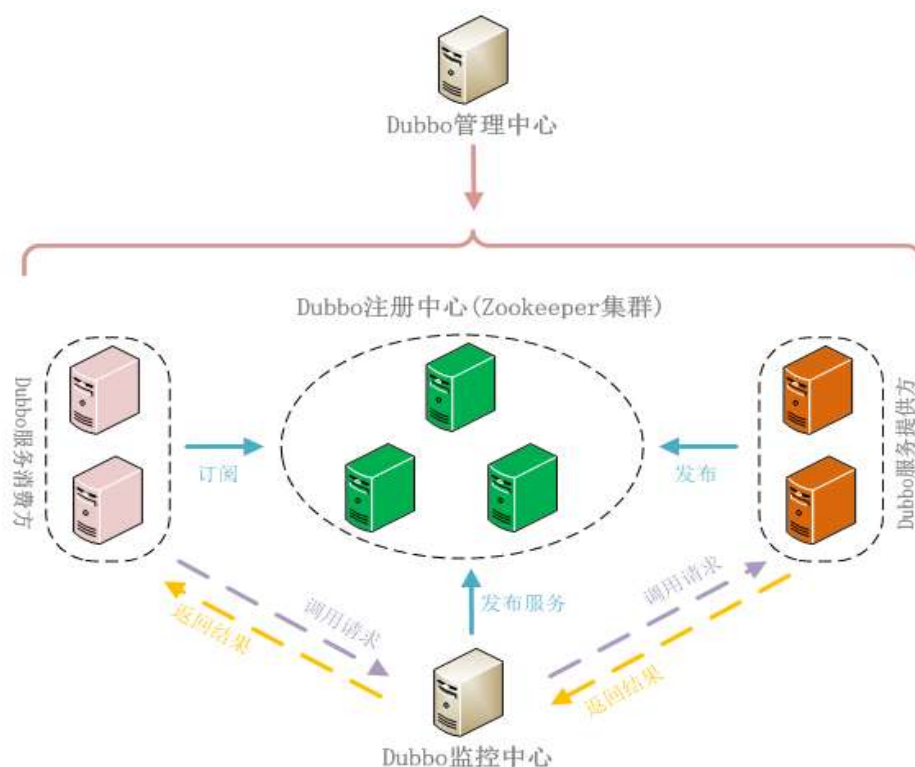 Dubbo管理中心
Dubbo注册中心(Zookeeper集群)
Dubbo服务消费方
订阅
发布
Dubbo服务提供方
调用请求
返回结果
发布服务
调用请求
返回结果
Dubbo监控中心